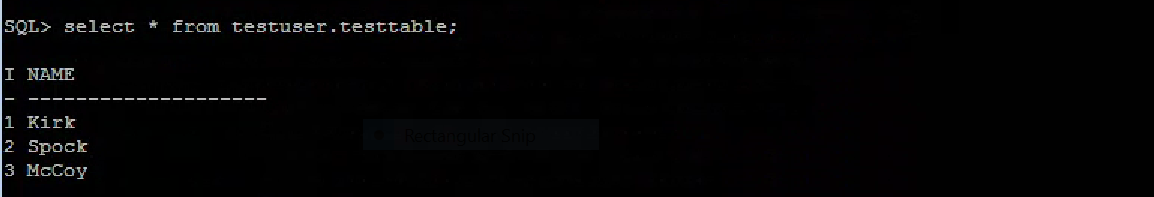 SQL> select * from testuser.testtable;
I NAME
- --------------------
1 Kirk
2 Spock
Rectangular Snip
3 McCoy